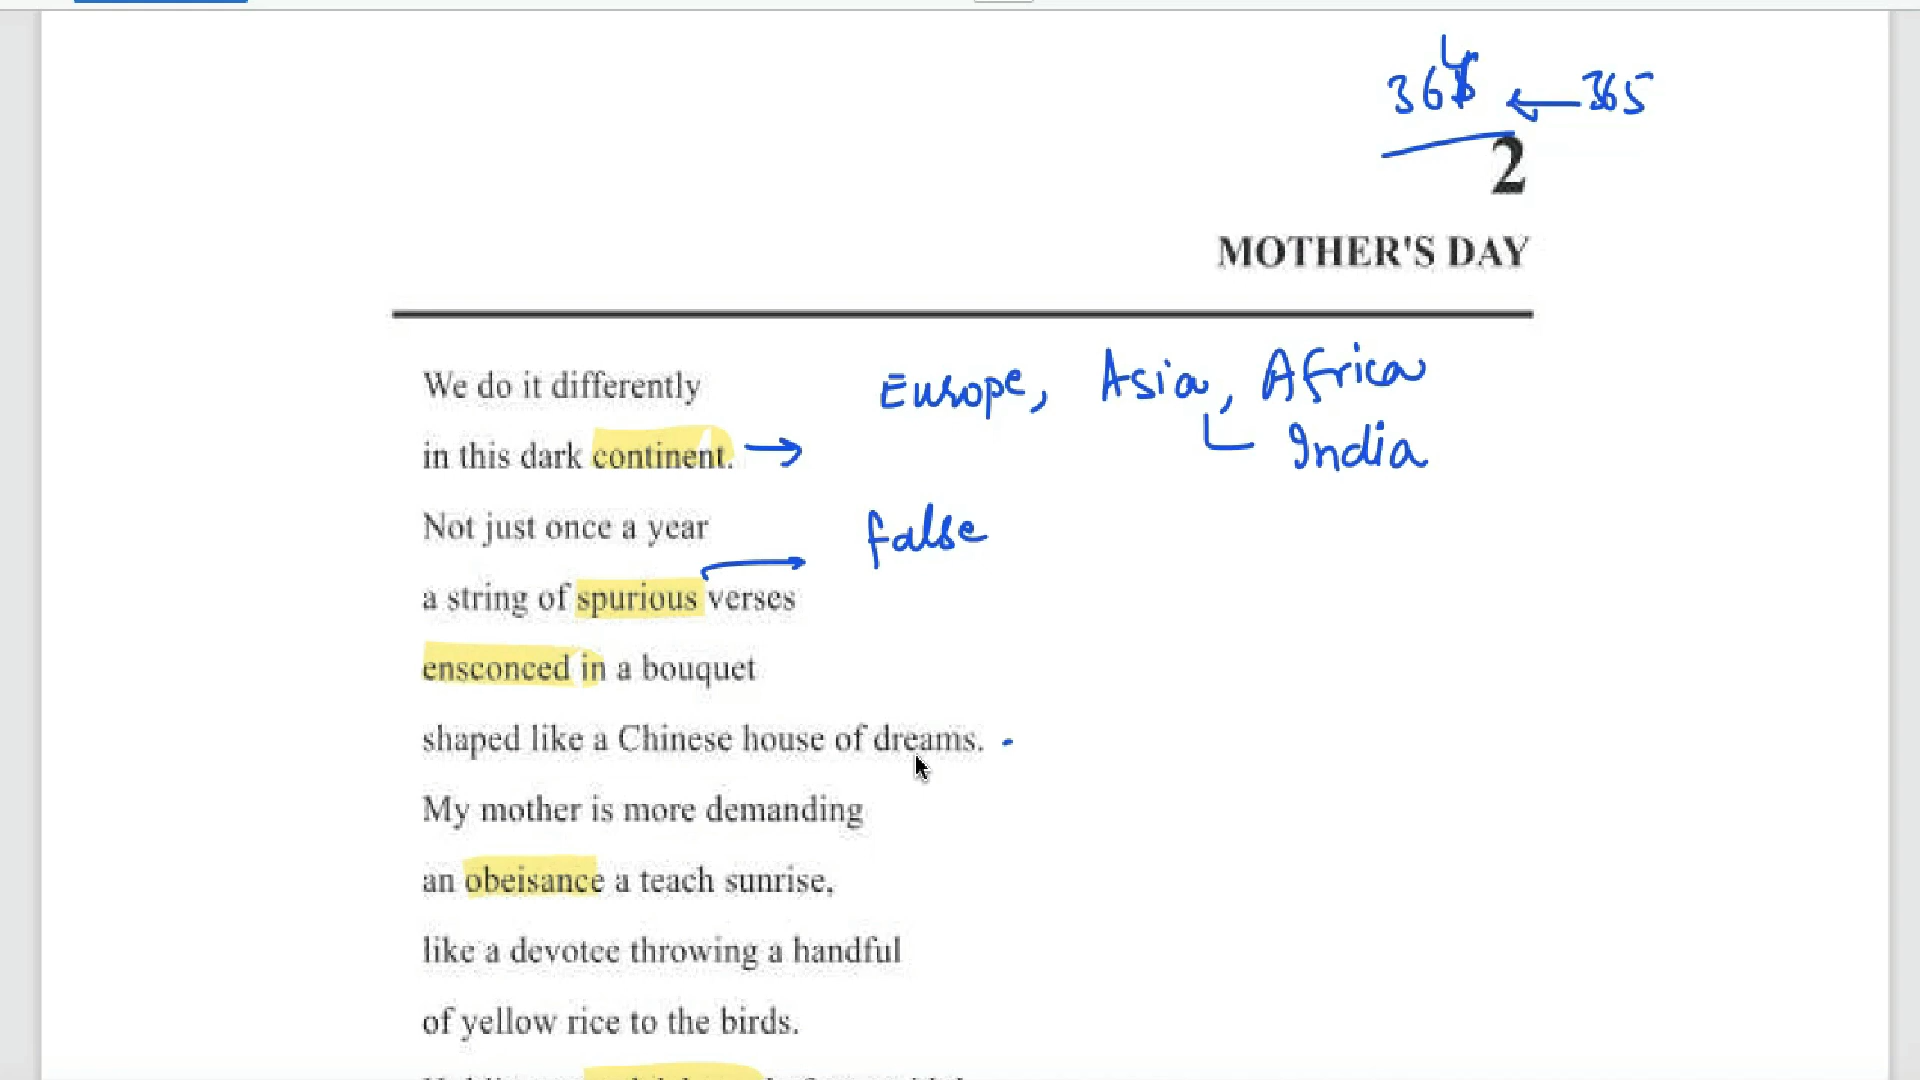 364 ← 365
2
MOTHER'S DAY
We do it differently
Europe, Asia, Africa
in this dark continent. →
India
Not just once a year
false
a string of spurious verses
ensconced in a bouquet
shaped like a Chinese house of dreams.
My mother is more demanding
an obeisance a teach sunrise,
like a devotee throwing a handful
of yellow rice to the birds.